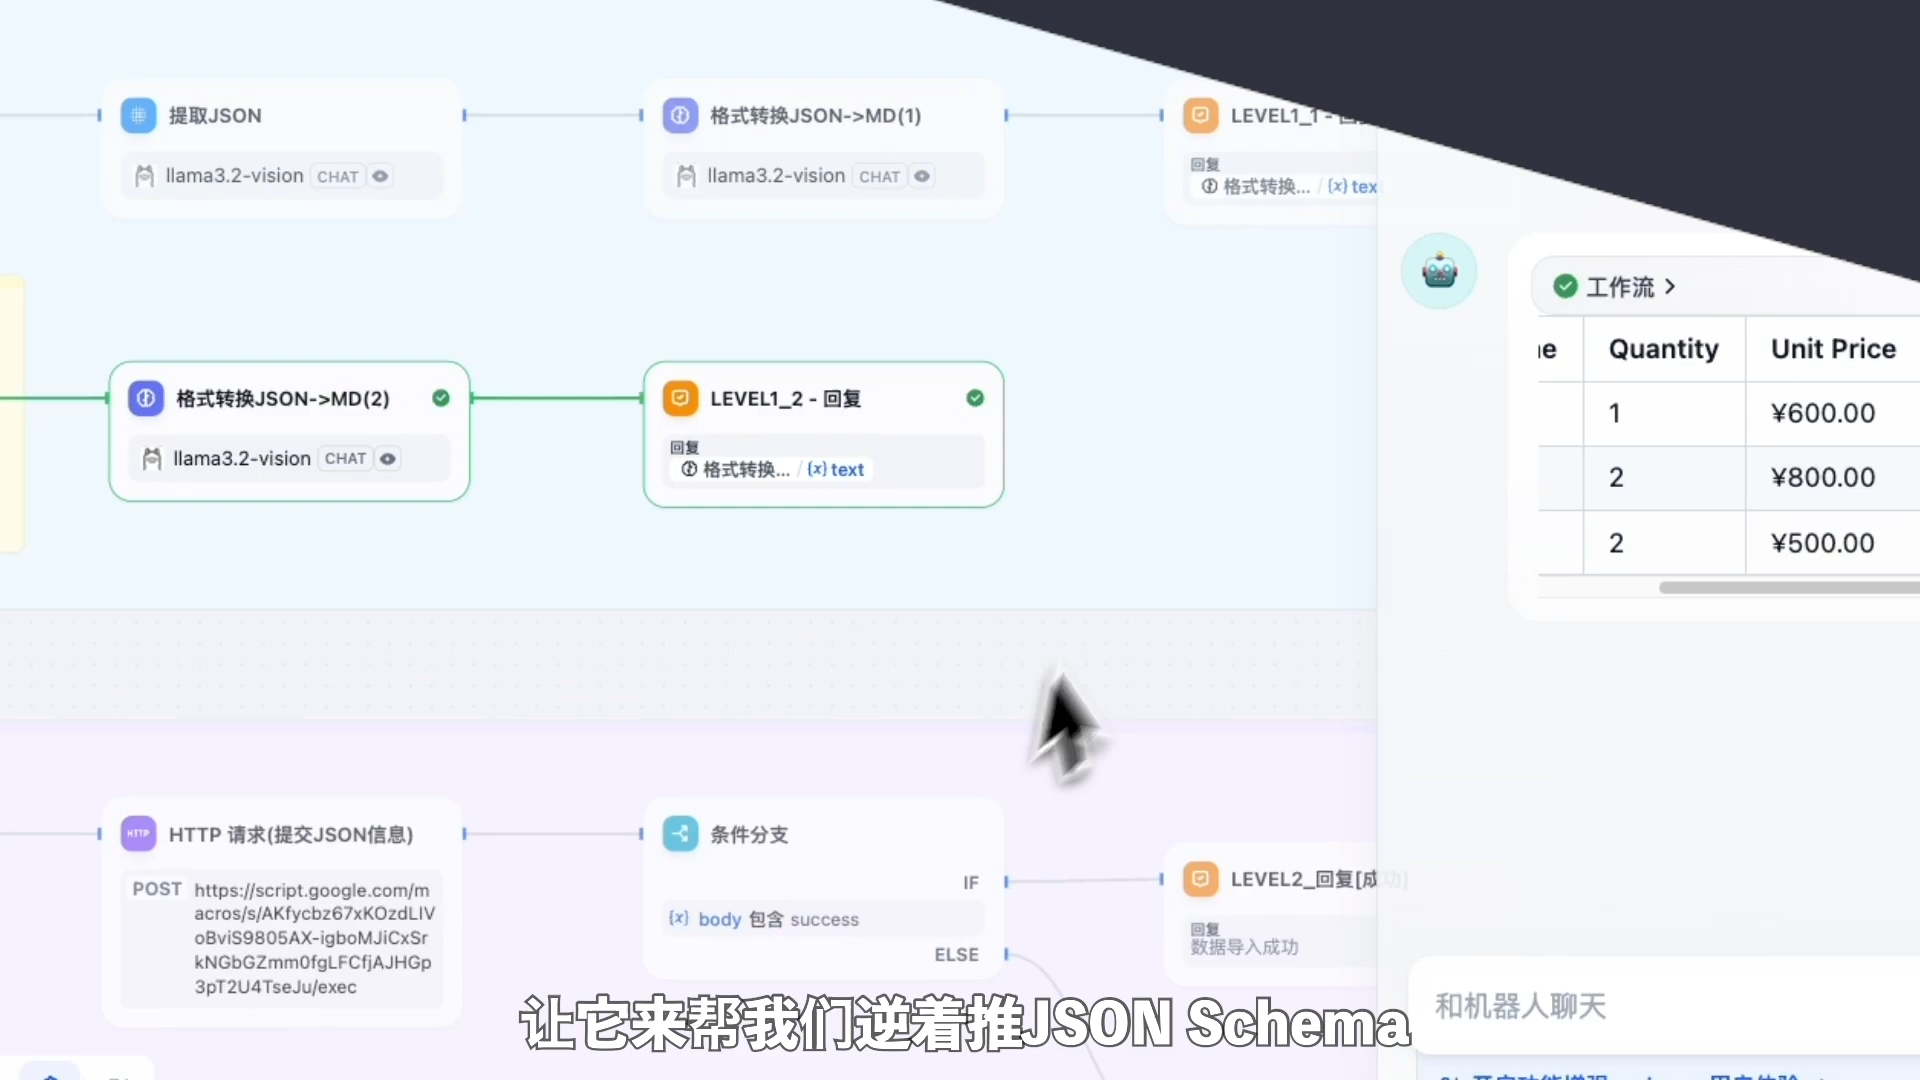 提取JSON
llama3.2-vision CHAT
格式转换JSON->MD(1)
llama3.2-vision CHAT
LEVEL1_1 -
回复
格式转换... / {x} tex
工作流 >
Quantity Unit Price
1 ¥600.00
2 ¥800.00
2 ¥500.00
格式转换JSON->MD(2)
llama3.2-vision CHAT
LEVEL1_2 - 回复
回复
格式转换... / {x} text
HTTP HTTP 请求(提交JSON信息)
POST https://script.google.com/m
acros/s/AKfycbz67xKOzdLIV
oBviS9805AX-igboMJiCxSr
kNGbGZmm0fgLFCfjAJHGp
3pT2U4TseJu/exec
条件分支
IF
{x} body 包含 success
ELSE
LEVEL2_回复[成功]
回复
数据导入成功
和机器人聊天
让它来帮我们逆着推JSON Schema